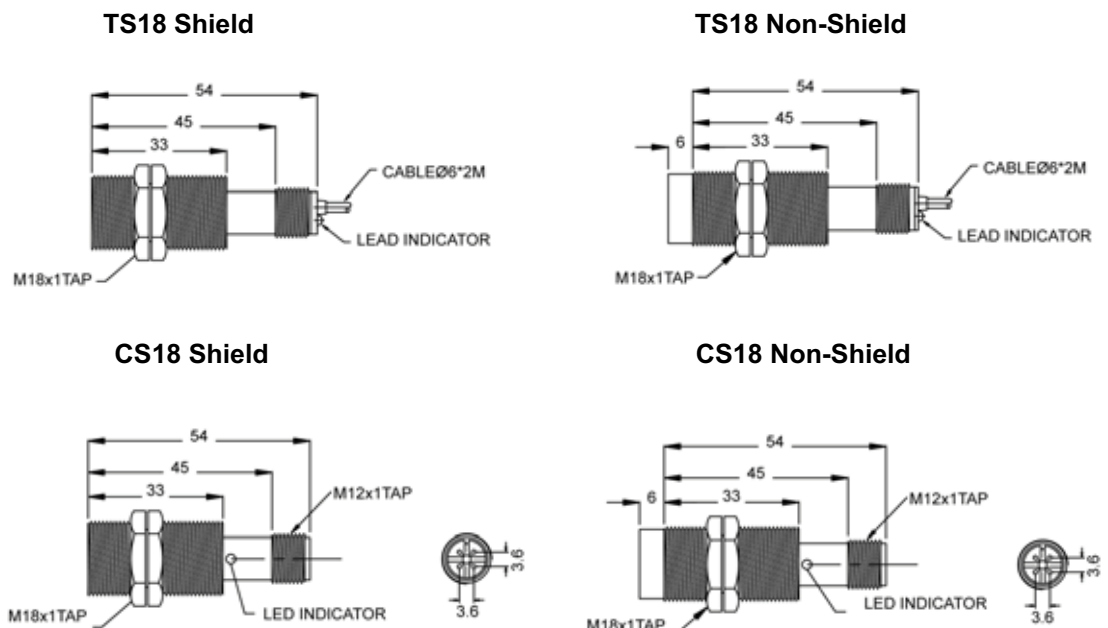 TS18 Shield
TS18 Non-Shield
54
45
33
CABLEØ6*2M
LEAD INDICATOR
M18x1TAP
54
45
6
33
CABLEØ6*2M
LEAD INDICATOR
M18x1TAP
CS18 Shield
CS18 Non-Shield
54
45
33
M12x1TAP
3.6
3.6
LED INDICATOR
M18x1TAP
54
45
6
33
M12x1TAP
3.6
3.6
LED INDICATOR
M18x1TAP